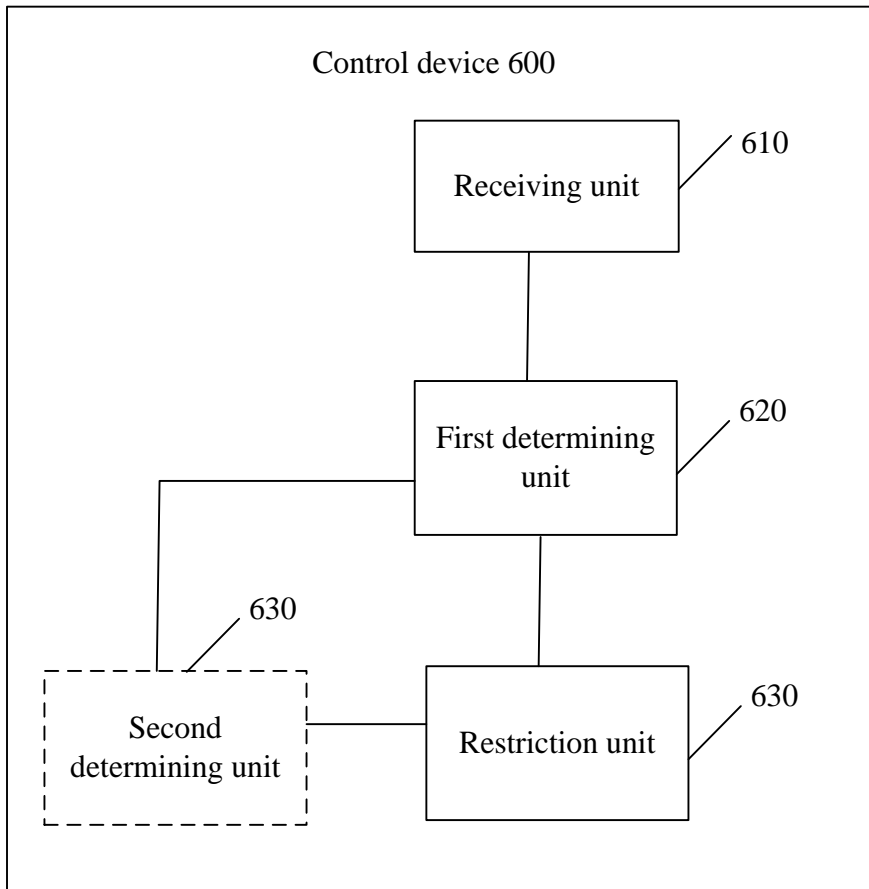 Control device 600
610
Receiving unit
620
First determining
unit
630
Second
determining unit
630
Restriction unit